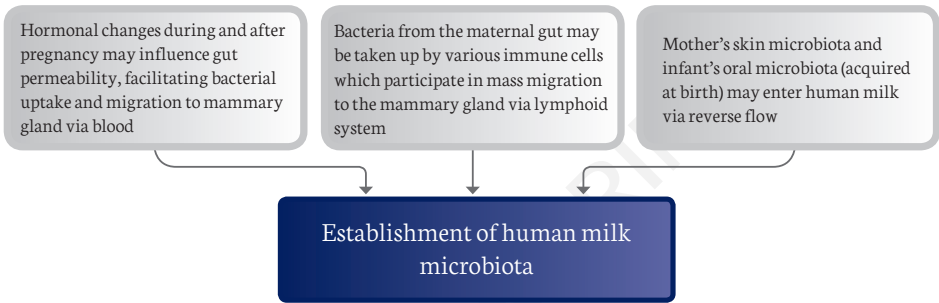 Hormonal changes during and after
pregnancy may influence gut
permeability, facilitating bacterial
uptake and migration to mammary
gland via blood
Bacteria from the maternal gut may
be taken up by various immune cells
which participate in mass migration
to the mammary gland via lymphoid
system
Mother’s skin microbiota and
infant’s oral microbiota (acquired
at birth) may enter human milk
via reverse flow
Establishment of human milk
microbiota